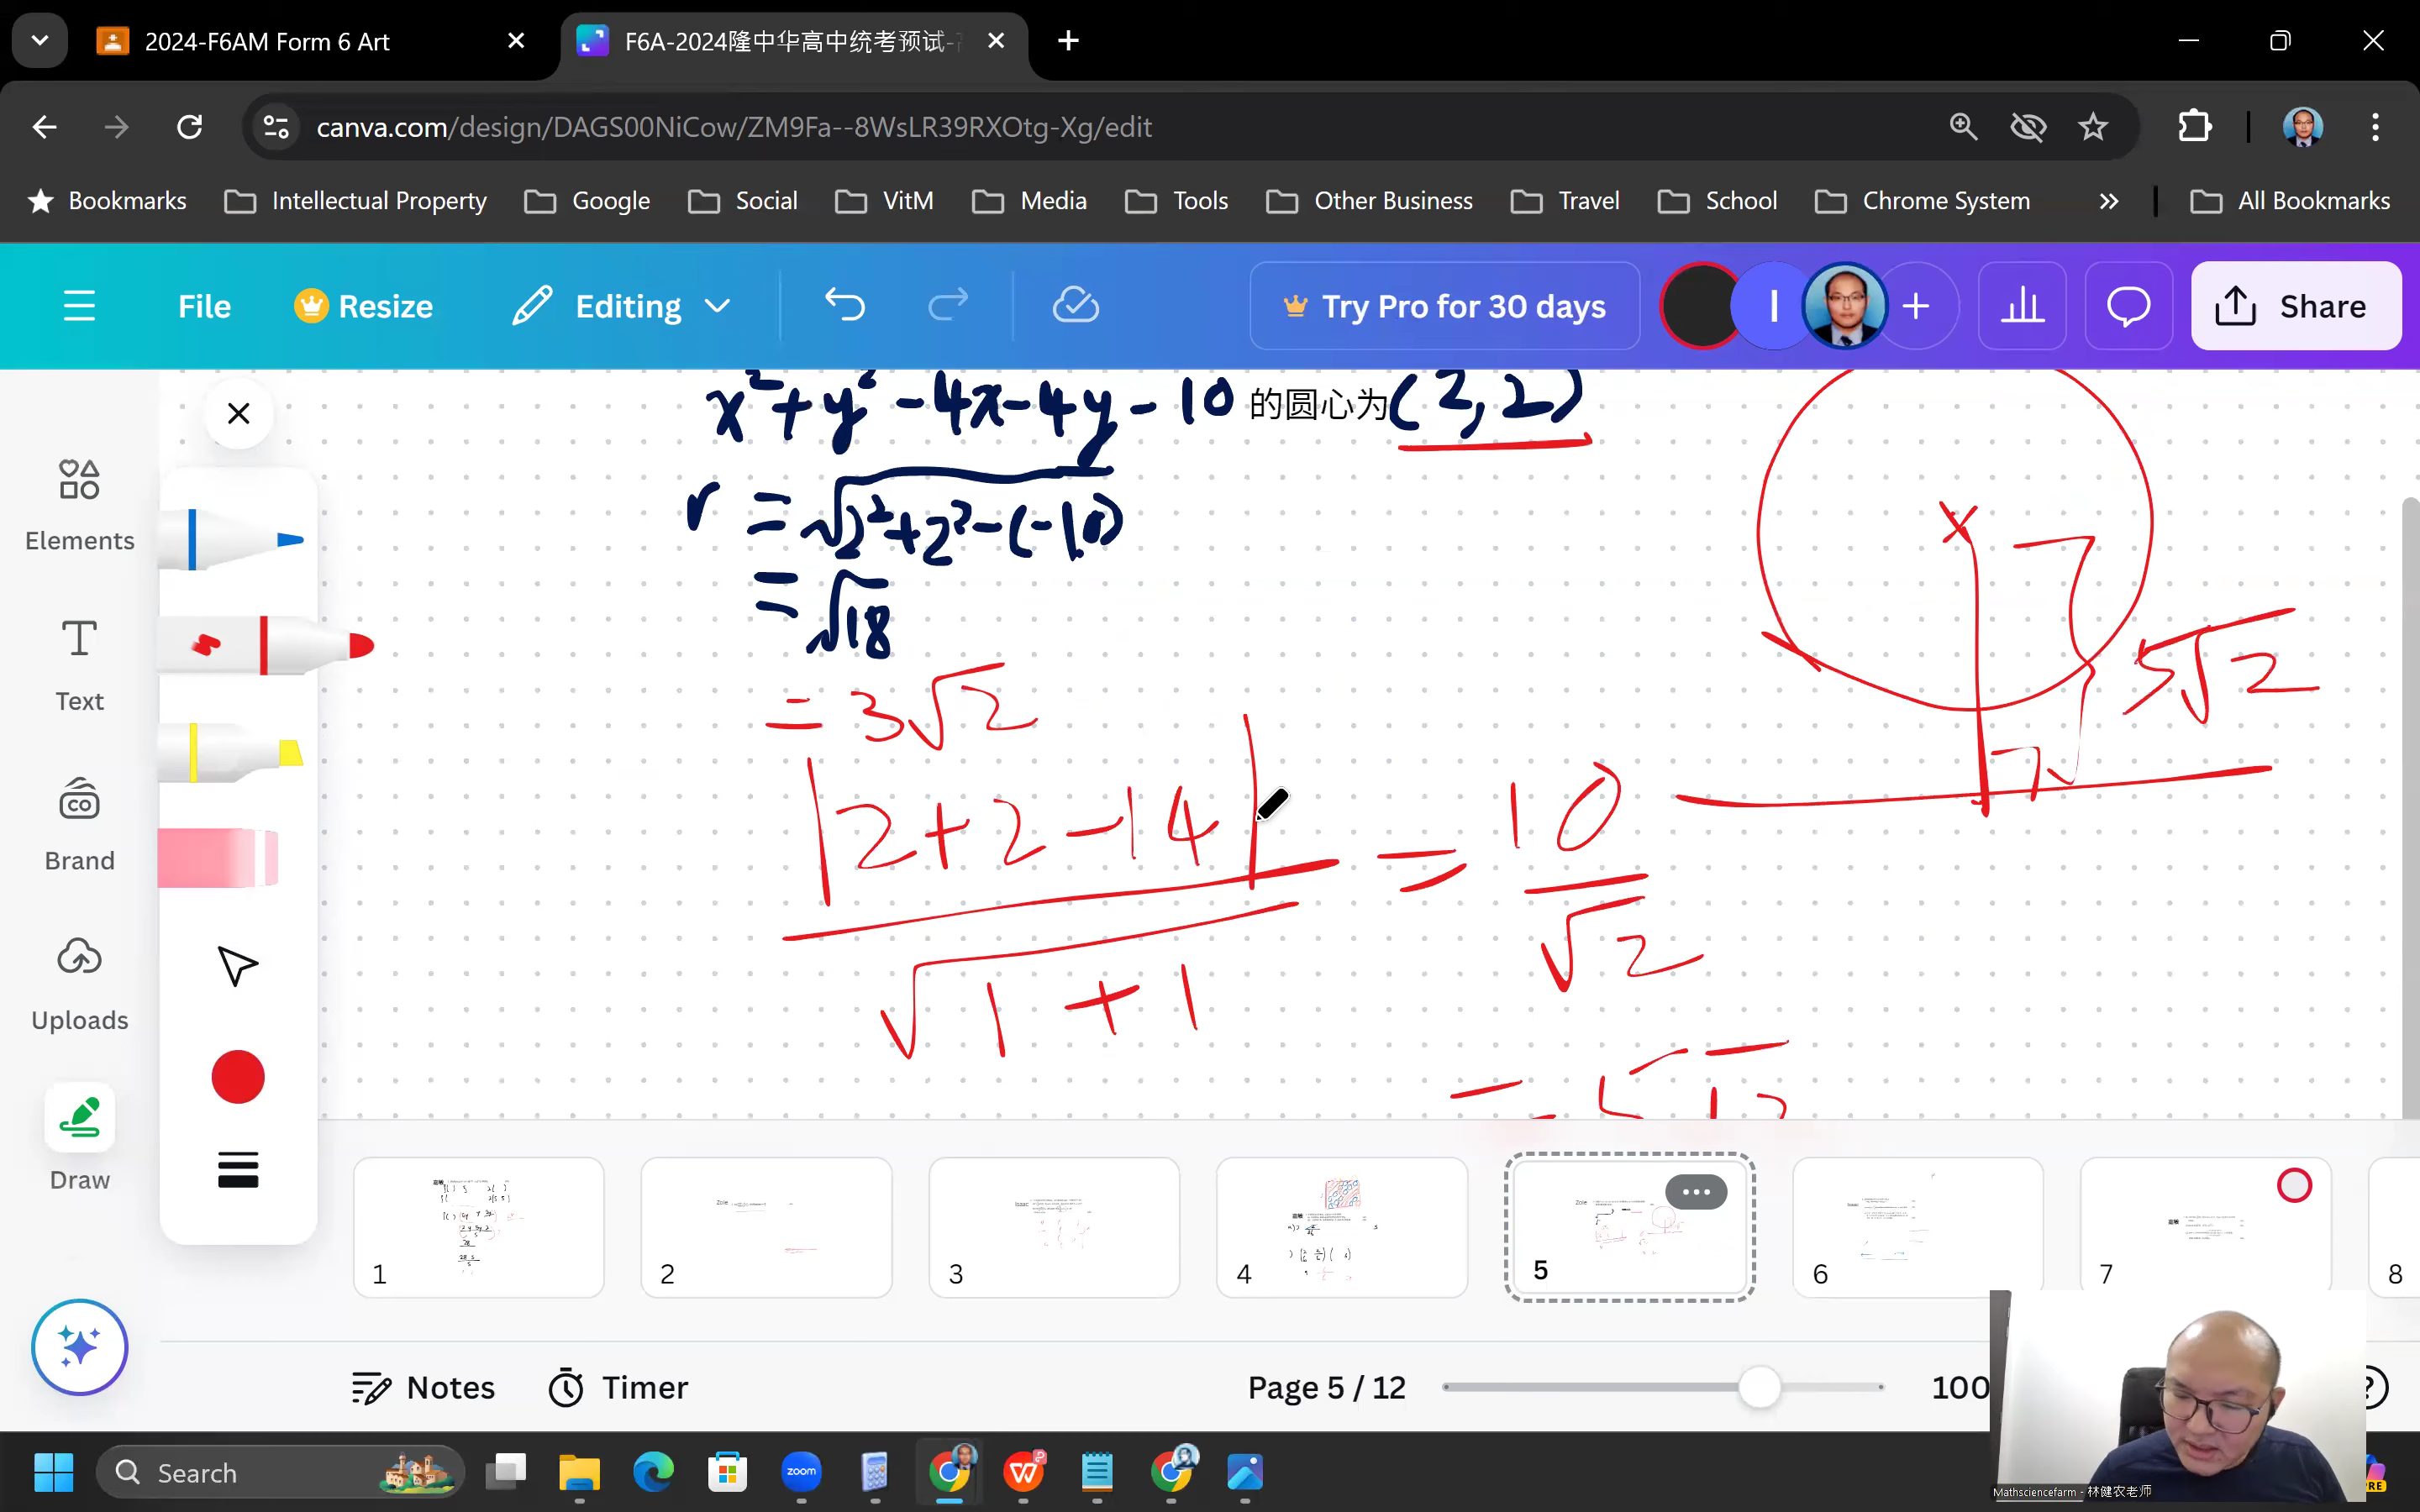 2024-F6AM Form 6 Art
F6A-2024隆中华高中统考预试-
canva.com/design/DAGS00NiCow/ZM9Fa--8WsLR39RXOtg-Xg/edit
Bookmarks
Intellectual Property
Google
Social
VitM
Media
Tools
Other Business
Travel
School
Chrome System
All Bookmarks
File
Resize
Editing
Try Pro for 30 days
Share
Elements
Text
Brand
Uploads
Draw
x²+y²-4x-4y-10 的圆心为(2,2)
r = √2²+2²-(-10)
= √18
= 3√2
|2+2-14| = 10
√1+1
√2
5√2
1
2
3
4
5
6
7
8
Notes
Timer
Page 5 / 12
100
Search
zoom
Mathsciencefarm - 林健农老师